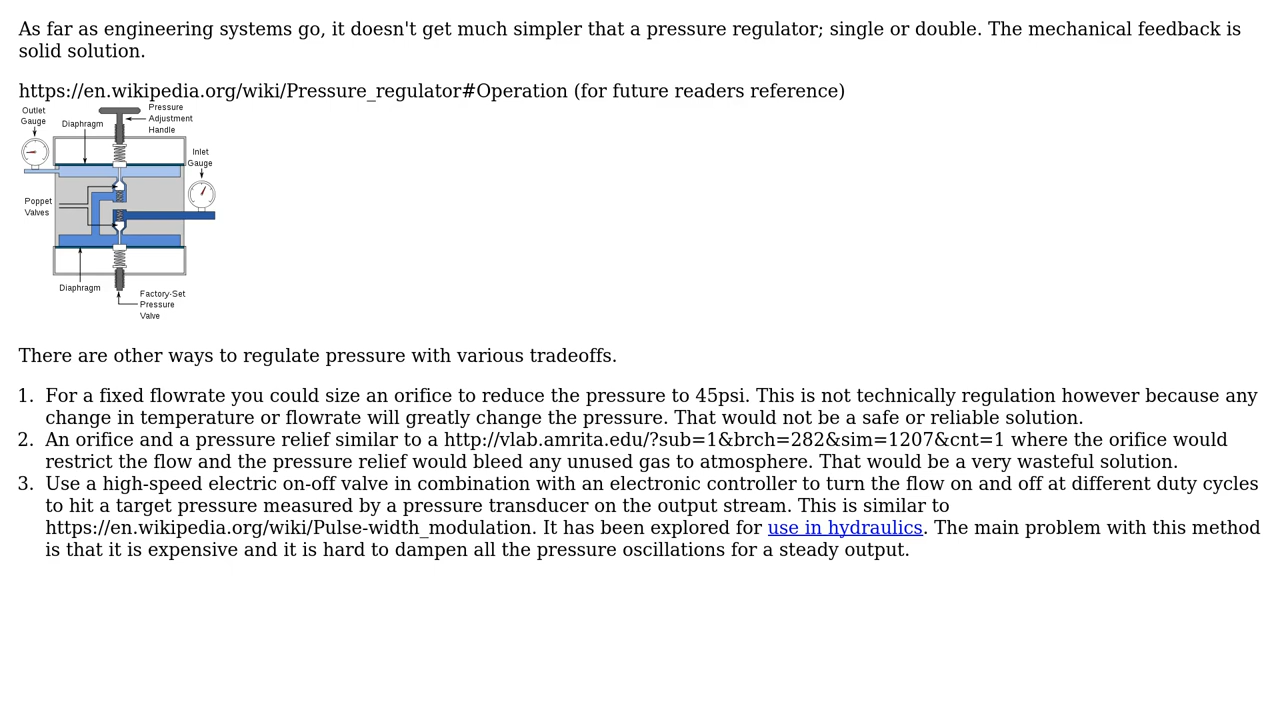 As far as engineering systems go, it doesn't get much simpler that a pressure regulator; single or double. The mechanical feedback is
solid solution.
https://en.wikipedia.org/wiki/Pressure_regulator#Operation (for future readers reference)
Outlet
Gauge
Diaphragm
Pressure
Adjustment
Handle
Inlet
Gauge
Poppet
Valves
Diaphragm
Factory-Set
Pressure
Valve
There are other ways to regulate pressure with various tradeoffs.
1. For a fixed flowrate you could size an orifice to reduce the pressure to 45psi. This is not technically regulation however because any
change in temperature or flowrate will greatly change the pressure. That would not be a safe or reliable solution.
2. An orifice and a pressure relief similar to a http://vlab.amrita.edu/?sub=1&brch=282&sim=1207&cnt=1 where the orifice would
restrict the flow and the pressure relief would bleed any unused gas to atmosphere. That would be a very wasteful solution.
3. Use a high-speed electric on-off valve in combination with an electronic controller to turn the flow on and off at different duty cycles
to hit a target pressure measured by a pressure transducer on the output stream. This is similar to
https://en.wikipedia.org/wiki/Pulse-width_modulation. It has been explored for use in hydraulics. The main problem with this method
is that it is expensive and it is hard to dampen all the pressure oscillations for a steady output.